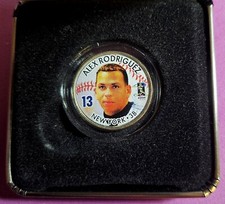 ALEX RODRIGUEZ
13
NEW YORK • 3B